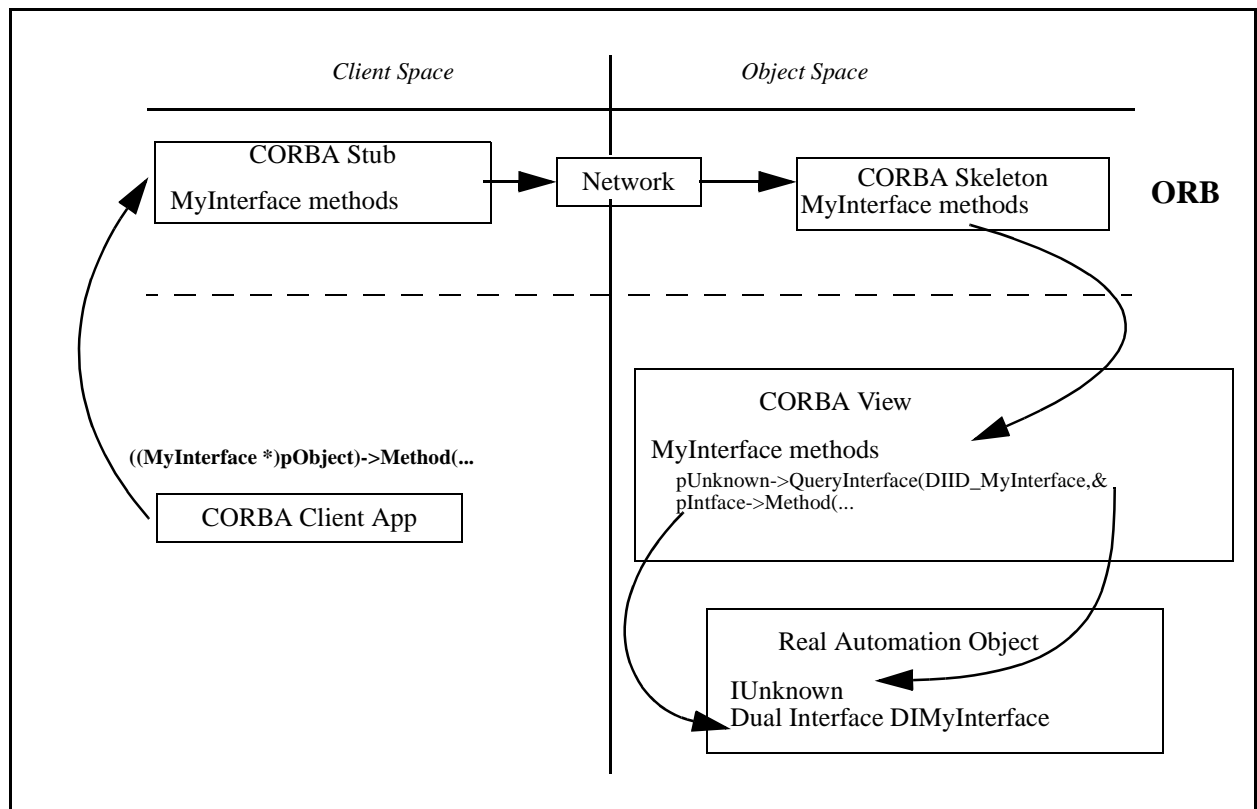 Client Space
Object Space
CORBA Stub
MyInterface methods
Network
CORBA Skeleton
MyInterface methods
ORB
CORBA View
MyInterface methods
pUnknown->QueryInterface(DIID_MyInterface,&
pIntface->Method(...
((MyInterface *)pObject)->Method(...
CORBA Client App
Real Automation Object
IUnknown
Dual Interface DIMyInterface